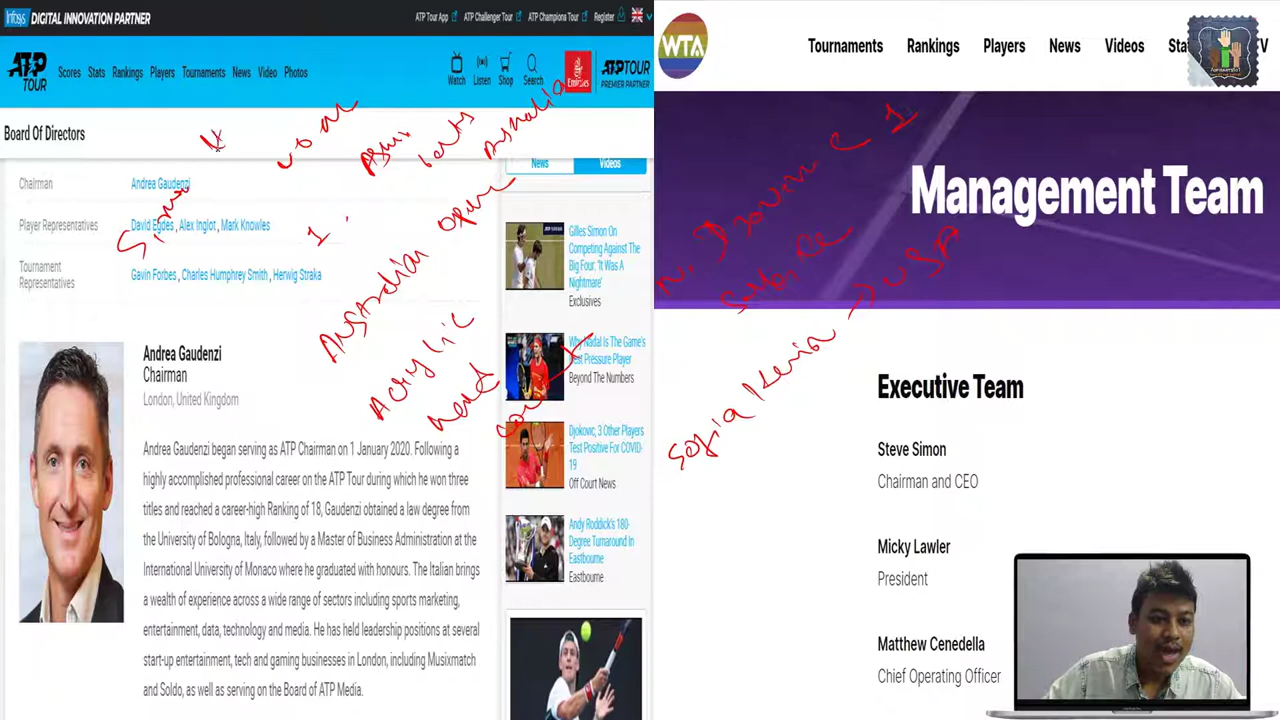 Infosys DIGITAL INNOVATION PARTNER
ATP Tour App ATP Challenger Tour ATP Champions Tour Register
ATP TOUR
Scores Stats Rankings Players Tournaments News Video Photos
Watch Listen Shop Search
Emirates
ATPTOUR
PREMIER PARTNER
Board Of Directors
News Videos
Chairman Andrea Gaudenzi
Player Representatives David Egdes, Alex Inglot, Mark Knowles
Tournament Representatives Gavin Forbes, Charles Humphrey Smith, Herwig Straka
Andrea Gaudenzi
Chairman
London, United Kingdom
Andrea Gaudenzi began serving as ATP Chairman on 1 January 2020. Following a
highly accomplished professional career on the ATP Tour during which he won three
titles and reached a career-high Ranking of 18, Gaudenzi obtained a law degree from
the University of Bologna, Italy, followed by a Master of Business Administration at the
International University of Monaco where he graduated with honours. The Italian brings
a wealth of experience across a wide range of sectors including sports marketing,
entertainment, data, technology and media. He has held leadership positions at several
start-up entertainment, tech and gaming businesses in London, including Musixmatch
and Soldo, as well as serving on the Board of ATP Media.
Gilles Simon On
Competing Against The
Big Four: 'It Was A
Nightmare'
Exclusives
Why Nadal Is The Game's
Best Pressure Player
Beyond The Numbers
Djokovic, 3 Other Players
Test Positive For COVID-
19
Off Court News
Andy Roddick's 180-
Degree Turnaround In
Eastbourne
Eastbourne
Australia
1
Australian open
Acrylic
court
WTA
Tournaments Rankings Players News Videos
Management Team
1
Sofia Kenin → USA
Executive Team
Steve Simon
Chairman and CEO
Micky Lawler
President
Matthew Cenedella
Chief Operating Officer